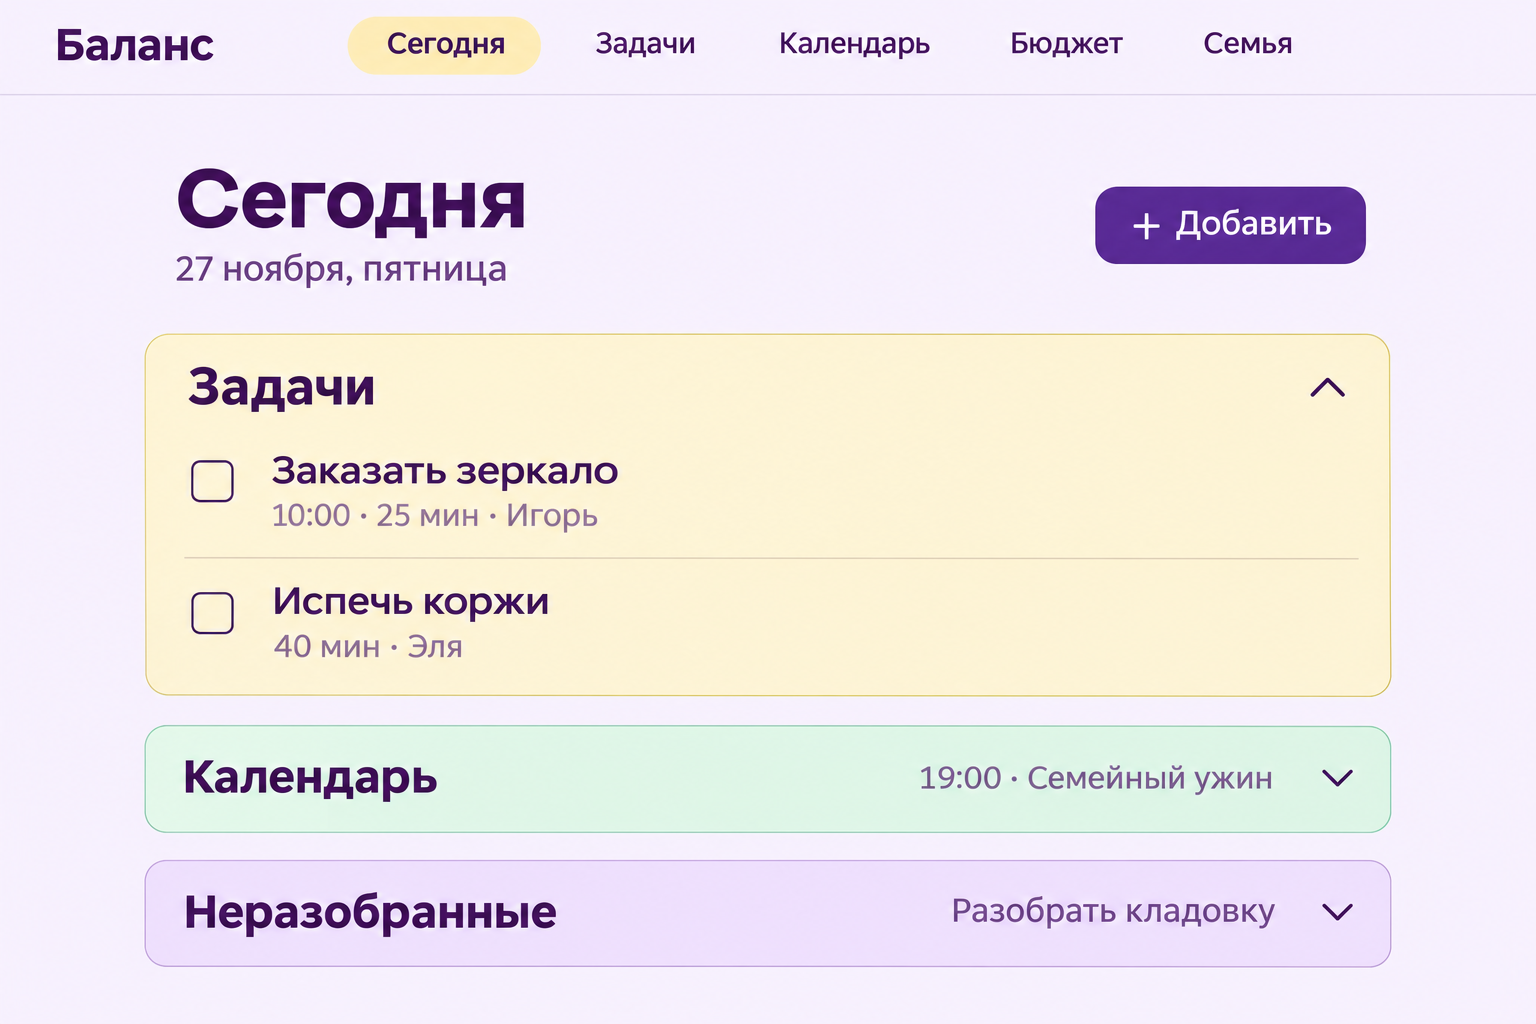 Баланс
Сегодня
Задачи
Календарь
Бюджет
Семья
Сегодня
27 ноября, пятница
+ Добавить
Задачи
Заказать зеркало
10:00 · 25 мин · Игорь
Испечь коржи
40 мин · Эля
Календарь
19:00 · Семейный ужин
Неразобранные
Разобрать кладовку